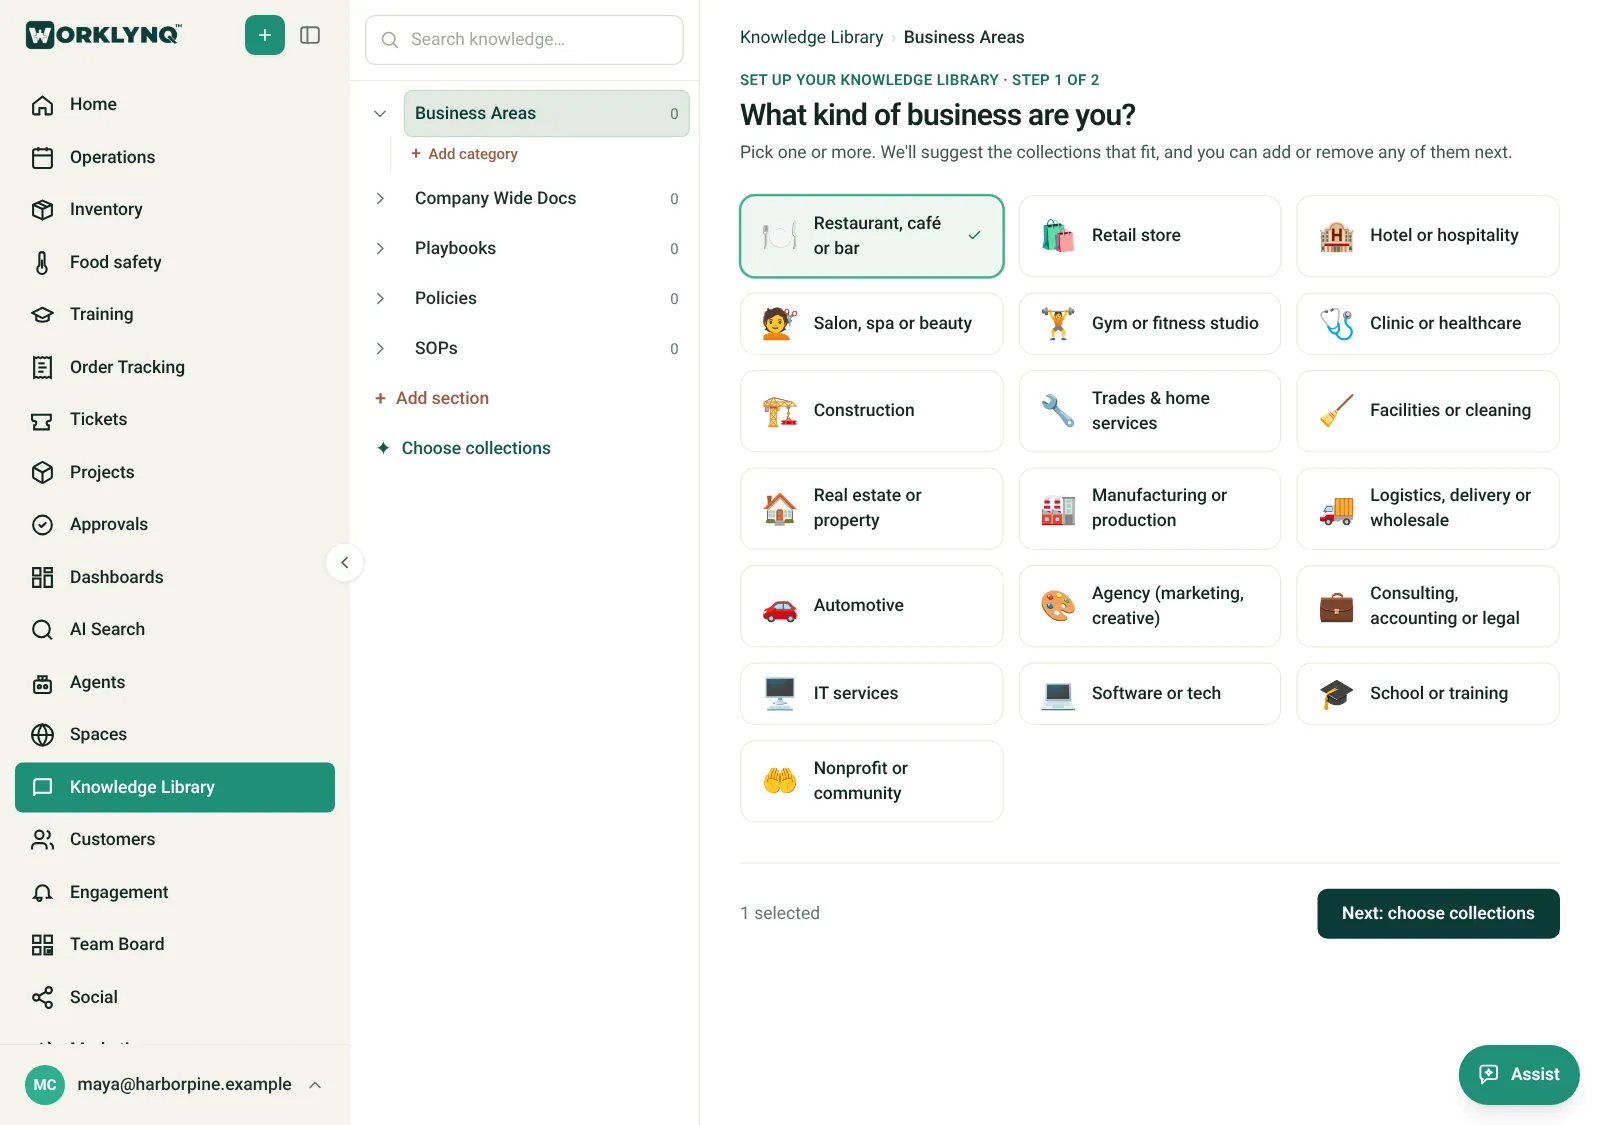 WORKLYNQ™
Home
Operations
Inventory
Food safety
Training
Order Tracking
Tickets
Projects
Approvals
Dashboards
AI Search
Agents
Spaces
Knowledge Library
Customers
Engagement
Team Board
Social
MC
maya@harborpine.example
Search knowledge...
Business Areas 0
+ Add category
Company Wide Docs 0
Playbooks 0
Policies 0
SOPs 0
+ Add section
Choose collections
Knowledge Library › Business Areas
SET UP YOUR KNOWLEDGE LIBRARY · STEP 1 OF 2
What kind of business are you?
Pick one or more. We'll suggest the collections that fit, and you can add or remove any of them next.
Restaurant, café
or bar
Retail store
Hotel or hospitality
Salon, spa or beauty
Gym or fitness studio
Clinic or healthcare
Construction
Trades & home
services
Facilities or cleaning
Real estate or
property
Manufacturing or
production
Logistics, delivery or
wholesale
Automotive
Agency (marketing,
creative)
Consulting,
accounting or legal
IT services
Software or tech
School or training
Nonprofit or
community
1 selected
Next: choose collections
Assist